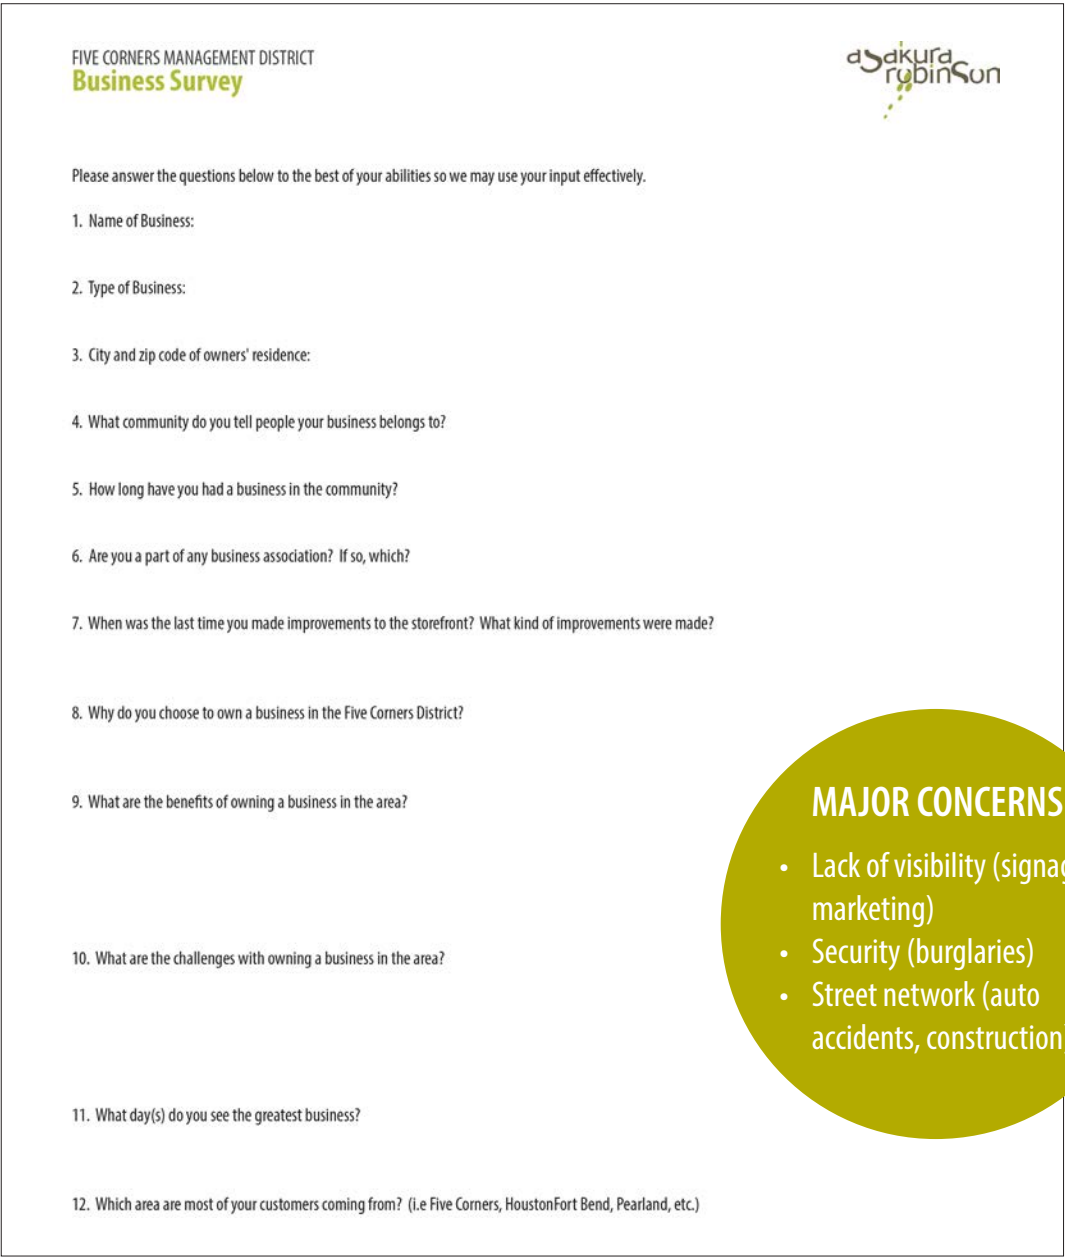 FIVE CORNERS MANAGEMENT DISTRICT
Business Survey
asakura
robinson
Please answer the questions below to the best of your abilities so we may use your input effectively.
1. Name of Business:
2. Type of Business:
3. City and zip code of owners' residence:
4. What community do you tell people your business belongs to?
5. How long have you had a business in the community?
6. Are you a part of any business association? If so, which?
7. When was the last time you made improvements to the storefront? What kind of improvements were made?
8. Why do you choose to own a business in the Five Corners District?
9. What are the benefits of owning a business in the area?
10. What are the challenges with owning a business in the area?
11. What day(s) do you see the greatest business?
12. Which area are most of your customers coming from? (i.e Five Corners, HoustonFort Bend, Pearland, etc.)
MAJOR CONCERNS
• Lack of visibility (signag
marketing)
• Security (burglaries)
• Street network (auto
accidents, construction)